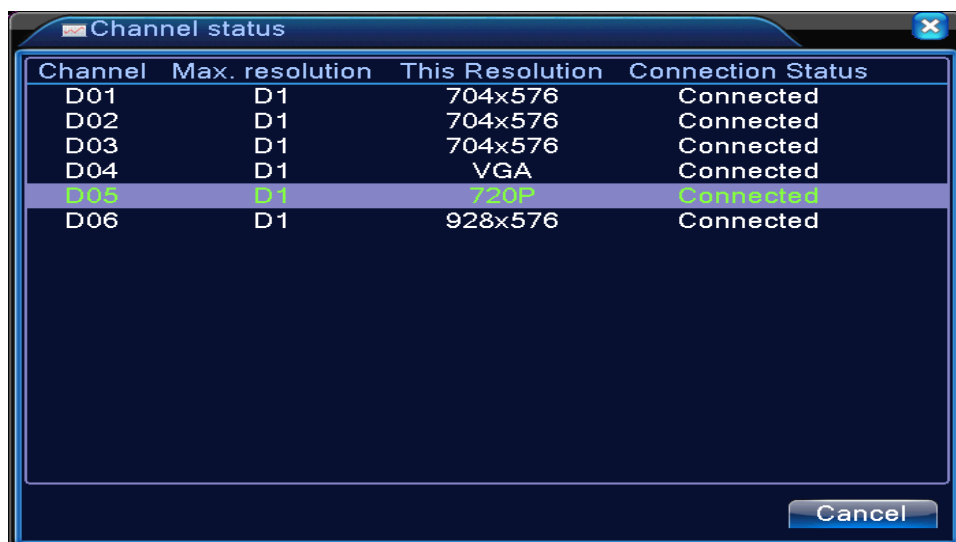 Channel status
Channel Max. resolution This Resolution Connection Status
D01 D1 704x576 Connected
D02 D1 704x576 Connected
D03 D1 704x576 Connected
D04 D1 VGA Connected
D05 D1 720P Connected
D06 D1 928x576 Connected
Cancel